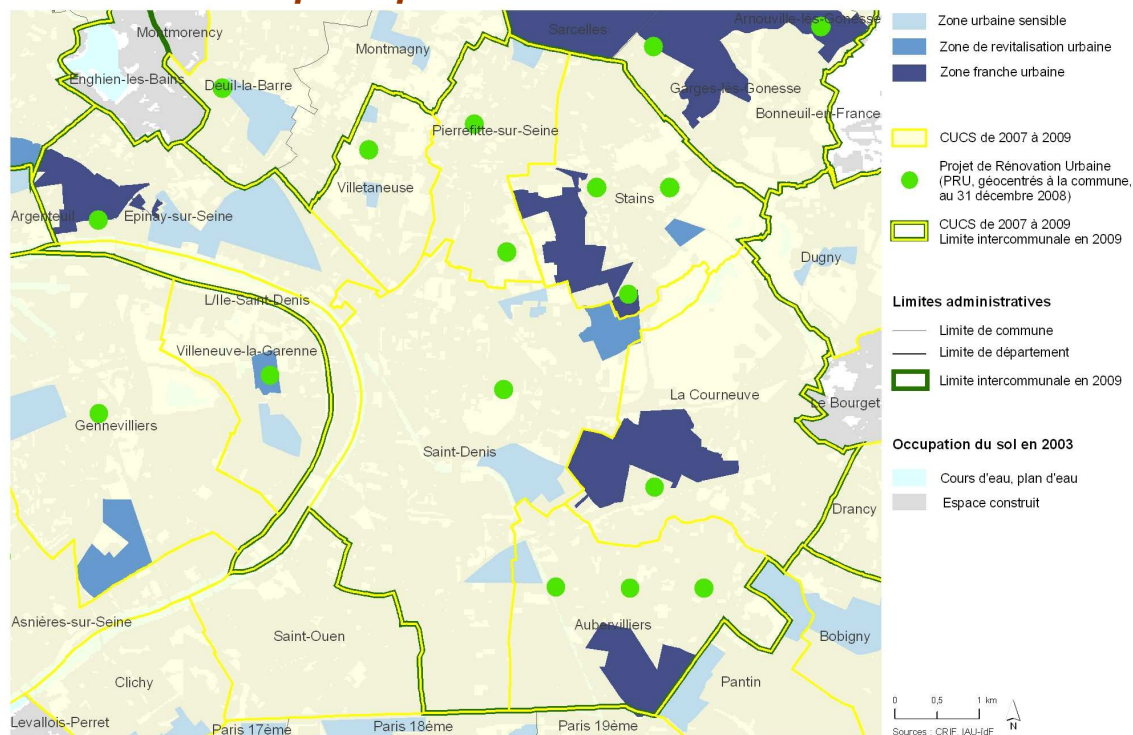 Montmorency
Sarcelles
Arnouville-lès-Gonesse
Montmagny
Enghien-les-Bains
Deuil-la-Barre
Garges-lès-Gonesse
Bonneuil-en-France
Pierrefitte-sur-Seine
Villetaneuse
Stains
Argenteuil
Epinay-sur-Seine
Dugny
L/Ile-Saint-Denis
Villeneuve-la-Garenne
La Courneuve
Le Bourget
Gennevilliers
Saint-Denis
Drancy
Asnières-sur-Seine
Saint-Ouen
Aubervilliers
Bobigny
Clichy
Pantin
Levallois-Perret
Paris 17ème
Paris 18ème
Paris 19ème
Zone urbaine sensible
Zone de revitalisation urbaine
Zone franche urbaine
CUCS de 2007 à 2009
Projet de Rénovation Urbaine
(PRU, géocentrés à la commune,
au 31 décembre 2008)
CUCS de 2007 à 2009
Limite intercommunale en 2009
Limites administratives
Limite de commune
Limite de département
Limite intercommunale en 2009
Occupation du sol en 2003
Cours d'eau, plan d'eau
Espace construit
0 0,5 1 km
N
Sources : CRIF, IAU-îdF